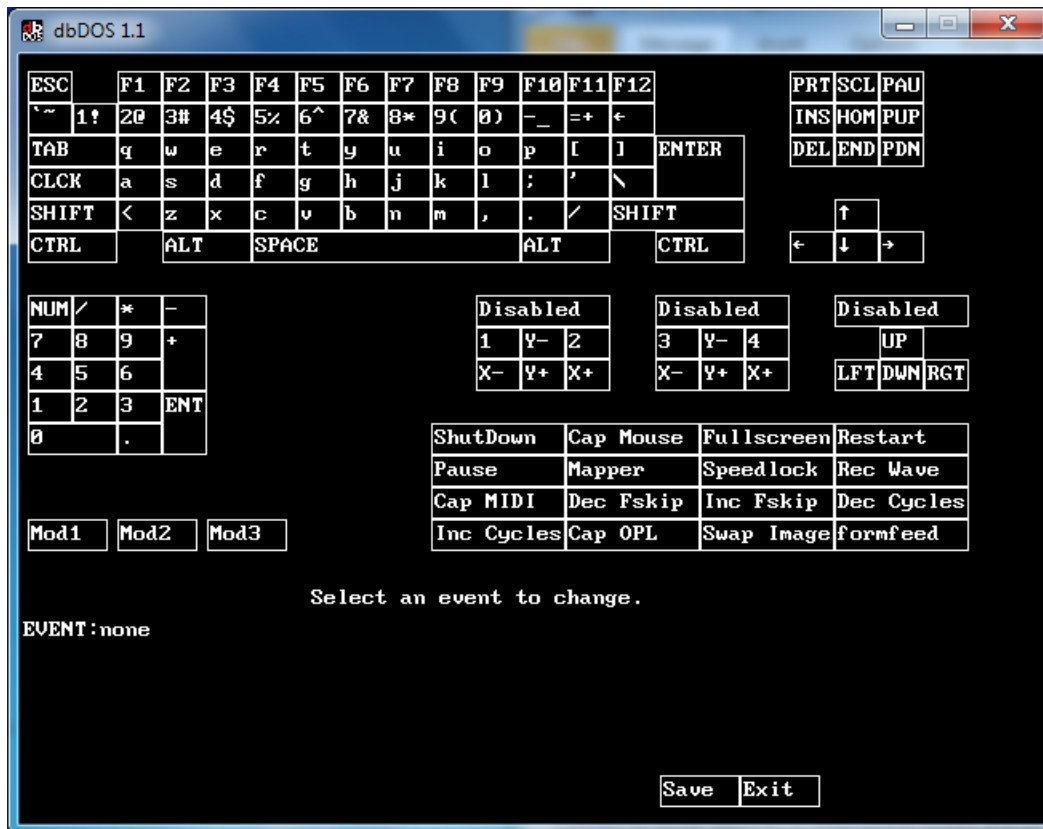 dbDOS 1.1
ESC F1 F2 F3 F4 F5 F6 F7 F8 F9 F10 F11 F12 PRT SCL PAU
`~ 1! 2@ 3# 4$ 5% 6^ 7& 8* 9( 0) -_ =+ ← INS HOM PUP
TAB q w e r t y u i o p [ ] ENTER DEL END PDN
CLCK a s d f g h j k l ; ' \
SHIFT < z x c v b n m , . / SHIFT ↑
CTRL ALT SPACE ALT CTRL ← ↓ →
NUM / * - Disabled Disabled Disabled
7 8 9 + 1 Y- 2 3 Y- 4 UP
4 5 6 X- Y+ X+ X- Y+ X+ LFT DWN RGT
1 2 3 ENT
0 . ShutDown Cap Mouse Fullscreen Restart
Pause Mapper Speedlock Rec Wave
Cap MIDI Dec Fskip Inc Fskip Dec Cycles
Mod1 Mod2 Mod3 Inc Cycles Cap OPL Swap Image formfeed
Select an event to change.
EVENT:none
Save Exit